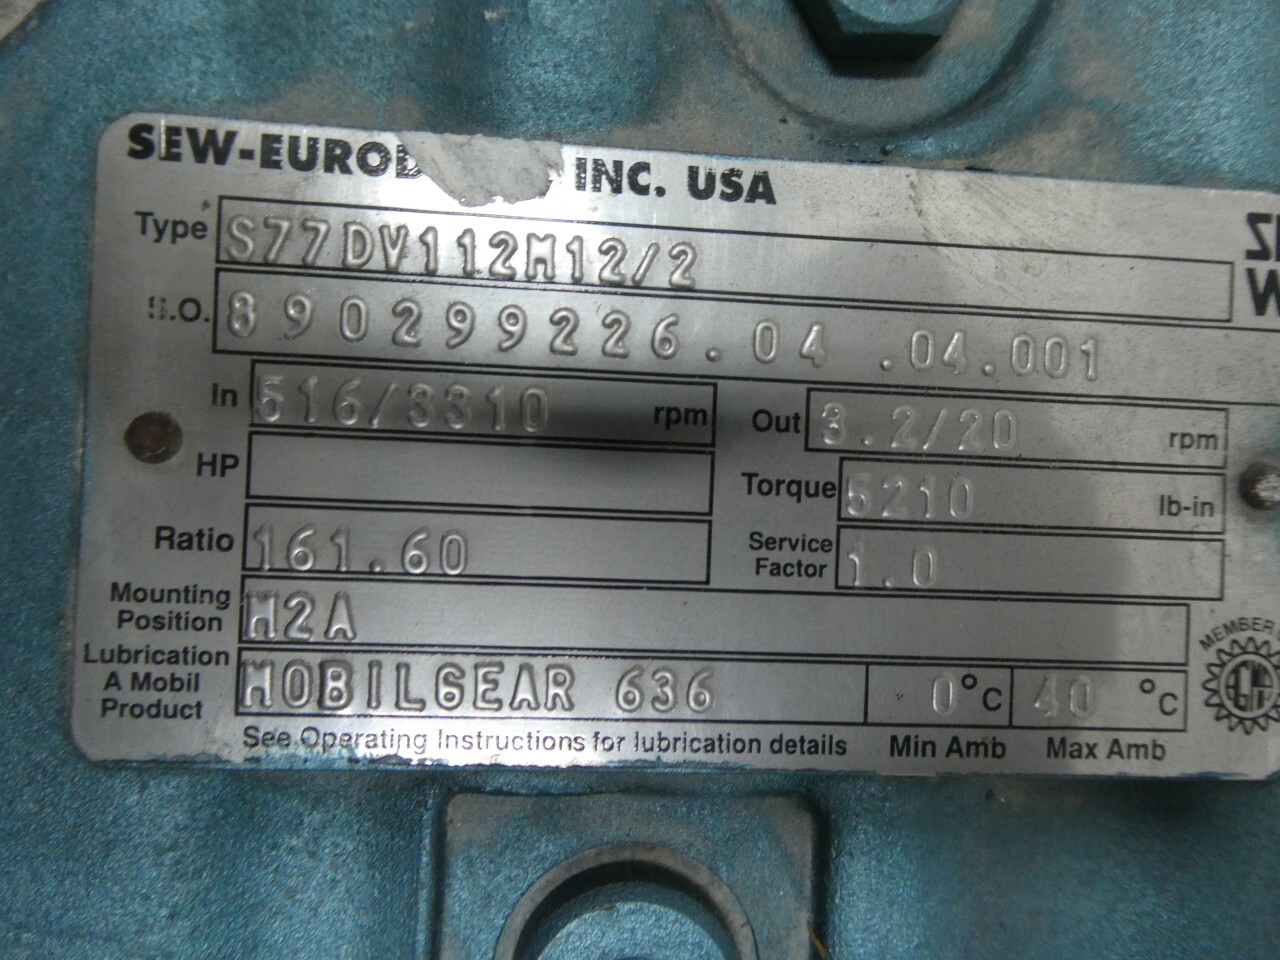 SEW-EUROD INC. USA
Type S77DV112M12/2
S.O. 890299226.04 .04.001
In 516/3310 rpm Out 3.2/20 rpm
HP Torque 5210 lb-in
Ratio 161.60 Service Factor 1.0
Mounting Position M2A
Lubrication A Mobil Product MOBILGEAR 636 0°C 40 °C
See Operating Instructions for lubrication details Min Amb Max Amb
MEMBER